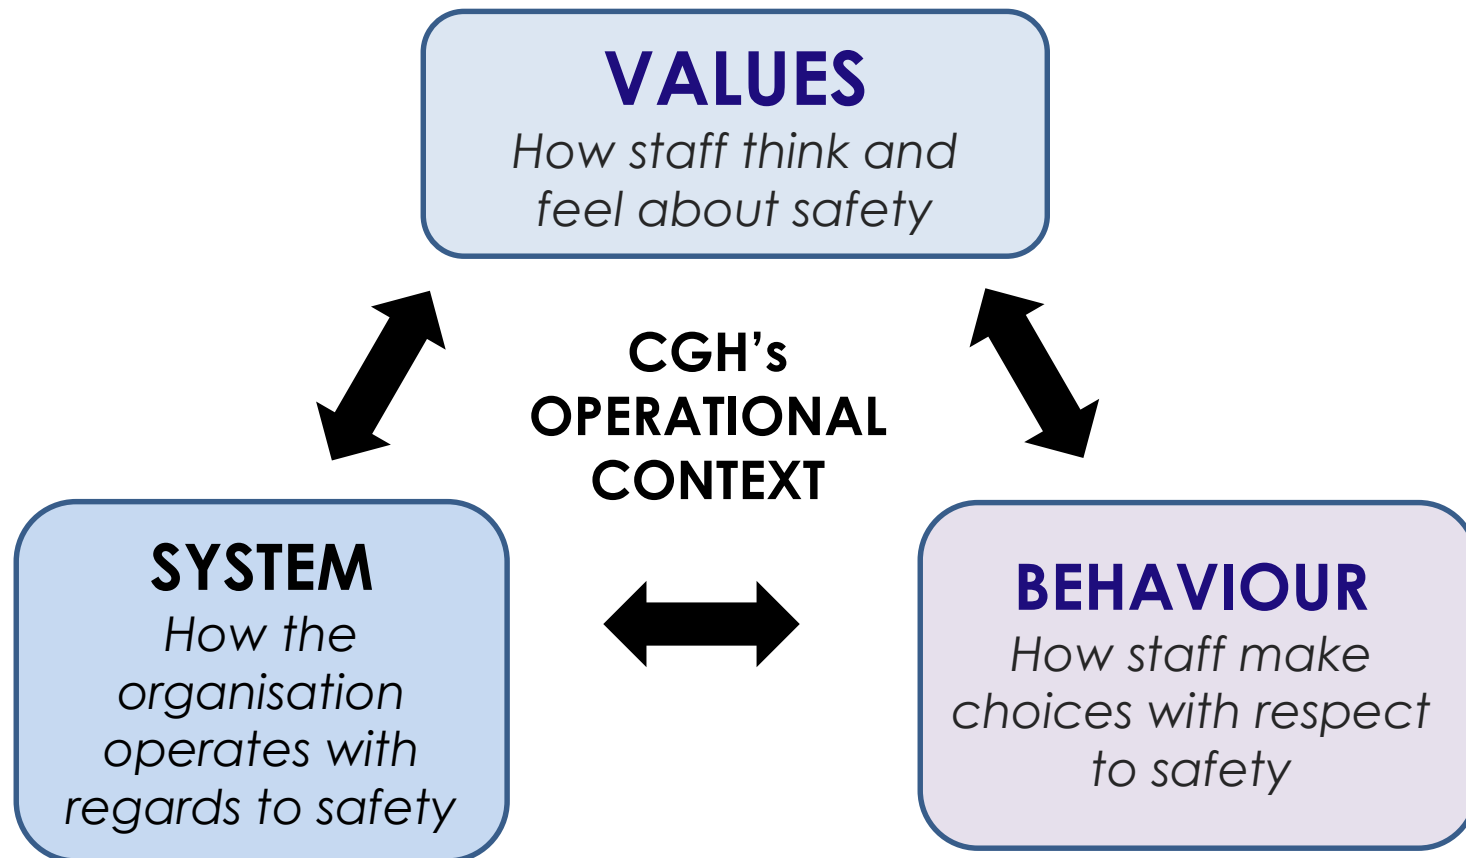 VALUES
How staff think and
feel about safety
CGH’s
OPERATIONAL
CONTEXT
SYSTEM
How the
organisation
operates with
regards to safety
BEHAVIOUR
How staff make
choices with respect
to safety